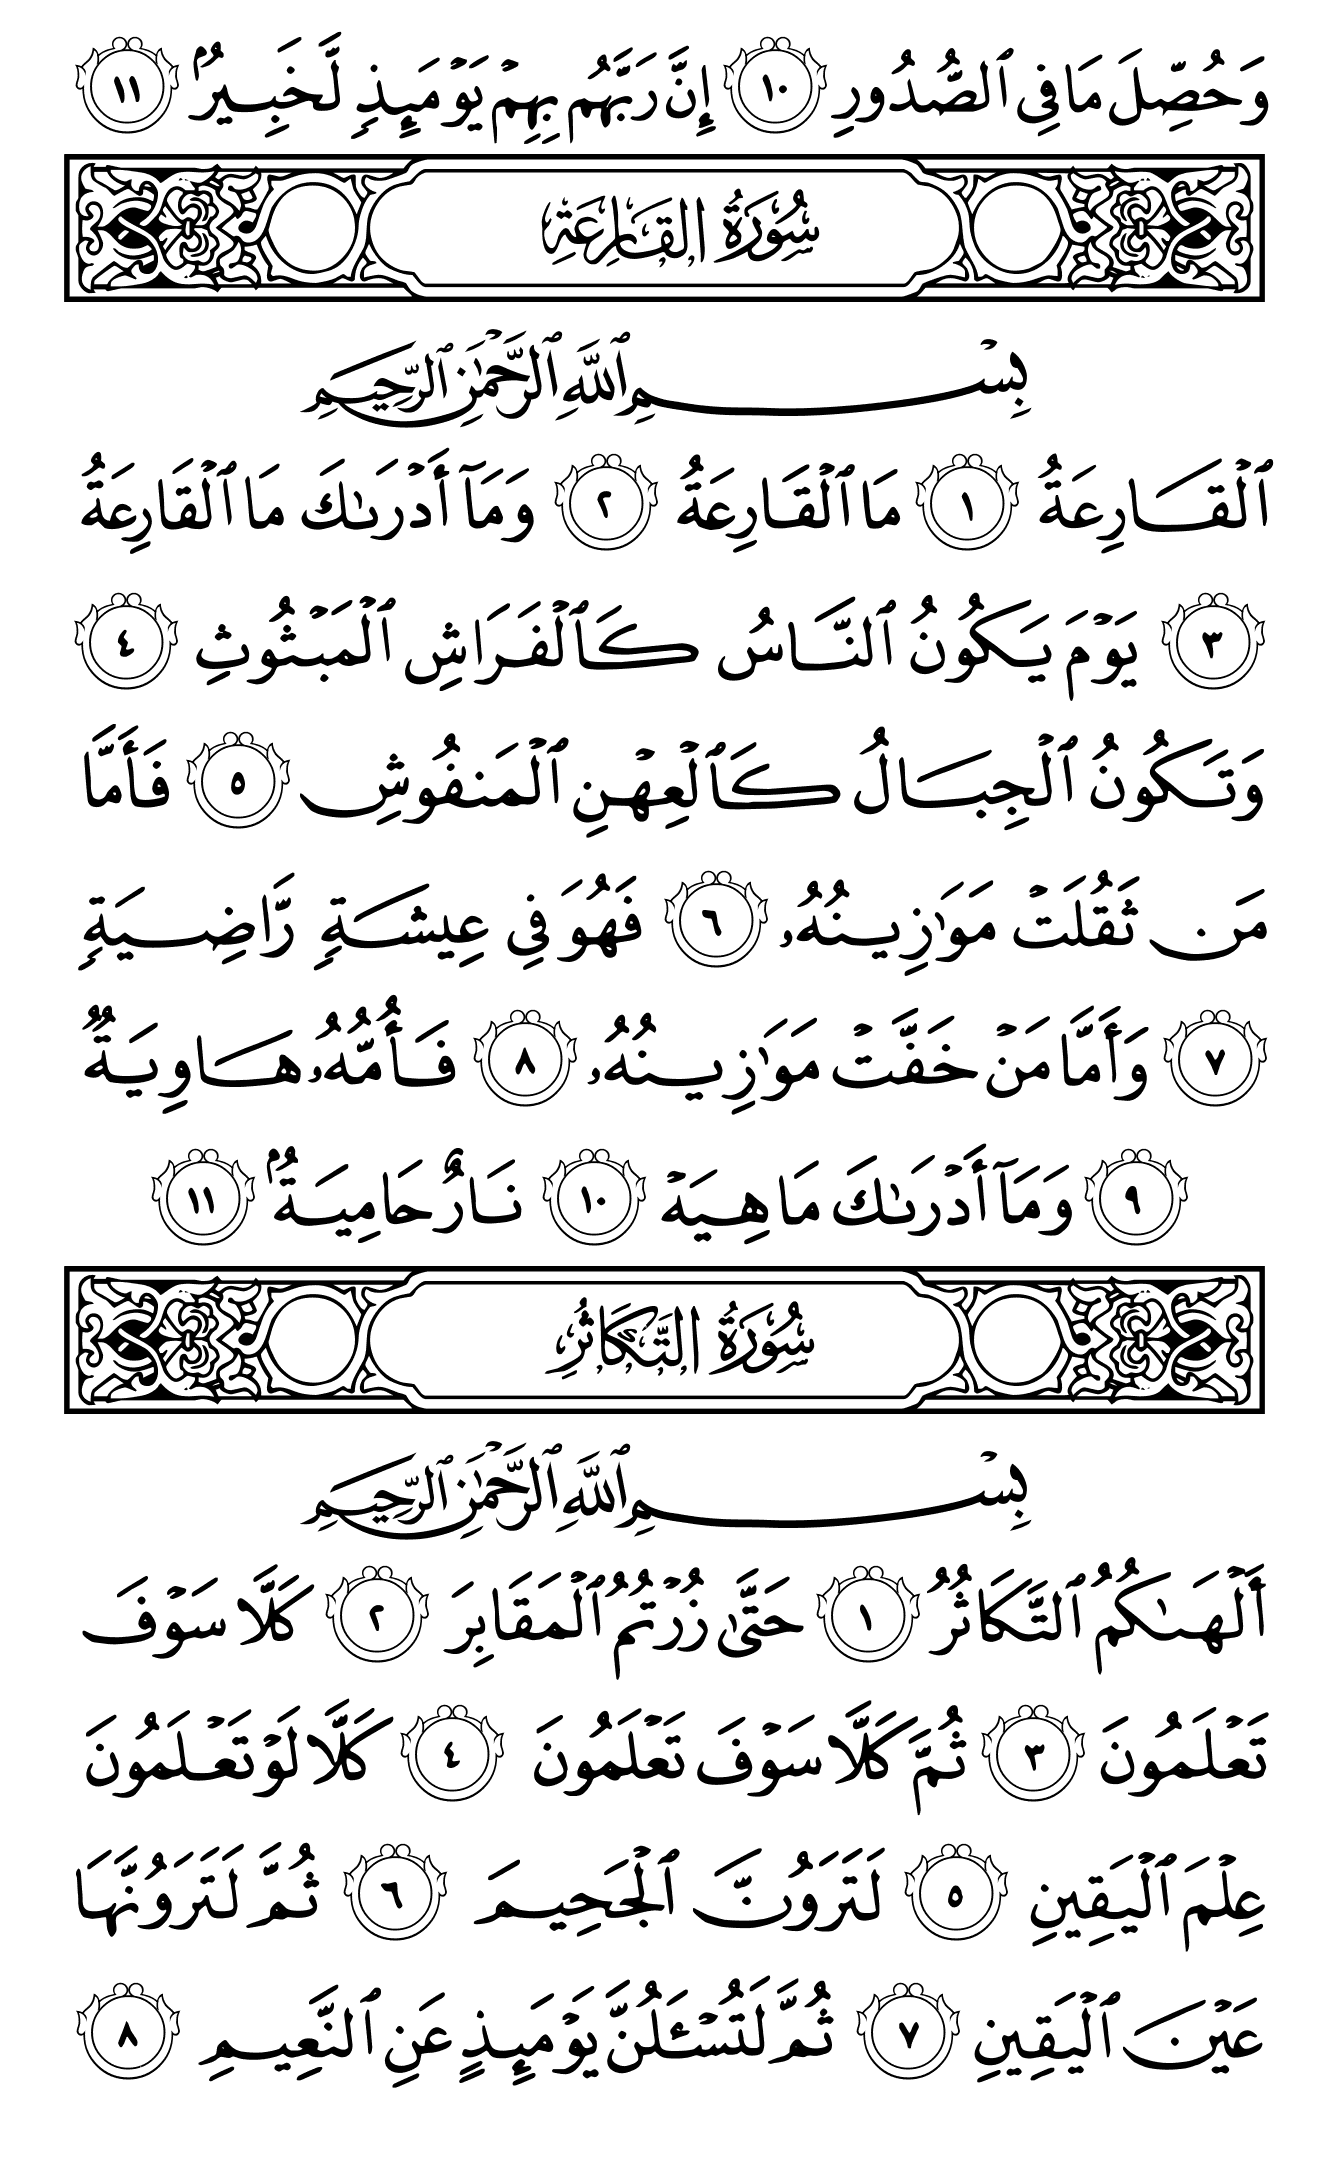 وَحُصِّلَ مَا فِى ٱلصُّدُورِ ١٠ إِنَّ رَبَّهُم بِهِمۡ يَوۡمَئِذٖ لَّخَبِيرُۢ ١١
سُورَةُ القَارِعَةِ
بِسۡمِ ٱللَّهِ ٱلرَّحۡمَٰنِ ٱلرَّحِيمِ
ٱلۡقَارِعَةُ ١ مَا ٱلۡقَارِعَةُ ٢ وَمَآ أَدۡرَىٰكَ مَا ٱلۡقَارِعَةُ
٣ يَوۡمَ يَكُونُ ٱلنَّاسُ كَٱلۡفَرَاشِ ٱلۡمَبۡثُوثِ ٤
وَتَكُونُ ٱلۡجِبَالُ كَٱلۡعِهۡنِ ٱلۡمَنفُوشِ ٥ فَأَمَّا
مَن ثَقُلَتۡ مَوَٰزِينُهُۥ ٦ فَهُوَ فِى عِيشَةٖ رَّاضِيَةٖ
٧ وَأَمَّا مَنۡ خَفَّتۡ مَوَٰزِينُهُۥ ٨ فَأُمُّهُۥ هَاوِيَةٞ
٩ وَمَآ أَدۡرَىٰكَ مَا هِيَهۡ ١٠ نَارٌ حَامِيَةُۢ ١١
سُورَةُ التَّكَاثُرِ
بِسۡمِ ٱللَّهِ ٱلرَّحۡمَٰنِ ٱلرَّحِيمِ
أَلۡهَىٰكُمُ ٱلتَّكَاثُرُ ١ حَتَّىٰ زُرۡتُمُ ٱلۡمَقَابِرَ ٢ كَلَّا سَوۡفَ
تَعۡلَمُونَ ٣ ثُمَّ كَلَّا سَوۡفَ تَعۡلَمُونَ ٤ كَلَّا لَوۡ تَعۡلَمُونَ
عِلۡمَ ٱلۡيَقِينِ ٥ لَتَرَوُنَّ ٱلۡجَحِيمَ ٦ ثُمَّ لَتَرَوُنَّهَا
عَيۡنَ ٱلۡيَقِينِ ٧ ثُمَّ لَتُسۡـَٔلُنَّ يَوۡمَئِذٍ عَنِ ٱلنَّعِيمِ ٨